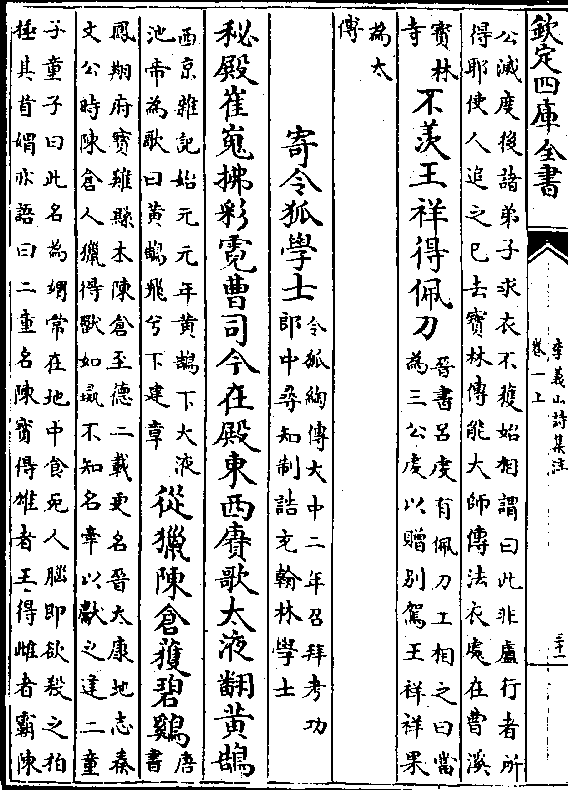 欽定四庫全書
李義山詩集注
卷一上
三十一
公滅度後諸弟子求衣不獲始相謂曰此非盧行者所
得耶使人追之已去寶林傳能大師傳法衣處在曹溪
寶林
寺
不羨王祥得佩刀
晉書呂虔有佩刀工相之曰當
為三公虔以贈别駕王祥祥果
為太
傅
寄令狐學士
令狐綯傳大中二年召拜考功
郎中尋知制誥充翰林學士
秘殿崔嵬拂彩霓曹司今在殿東西賡歌太液翻黄鵠
西京雜記始元元年黄鵠下大液
池帝為歌曰黄鵠飛兮下建章
從獵陳倉獲碧鷄
唐
書
鳳翔府寶雞縣本陳倉至德二載更名晉太康地志秦
文公時陳倉人獵得獸如彘不知名牽以獻之逢二童
子童子曰此名為媦常在地中食死人腦即欲殺之拍
捶其首媦亦語曰二童名陳寳得雄者王得雌者霸陳